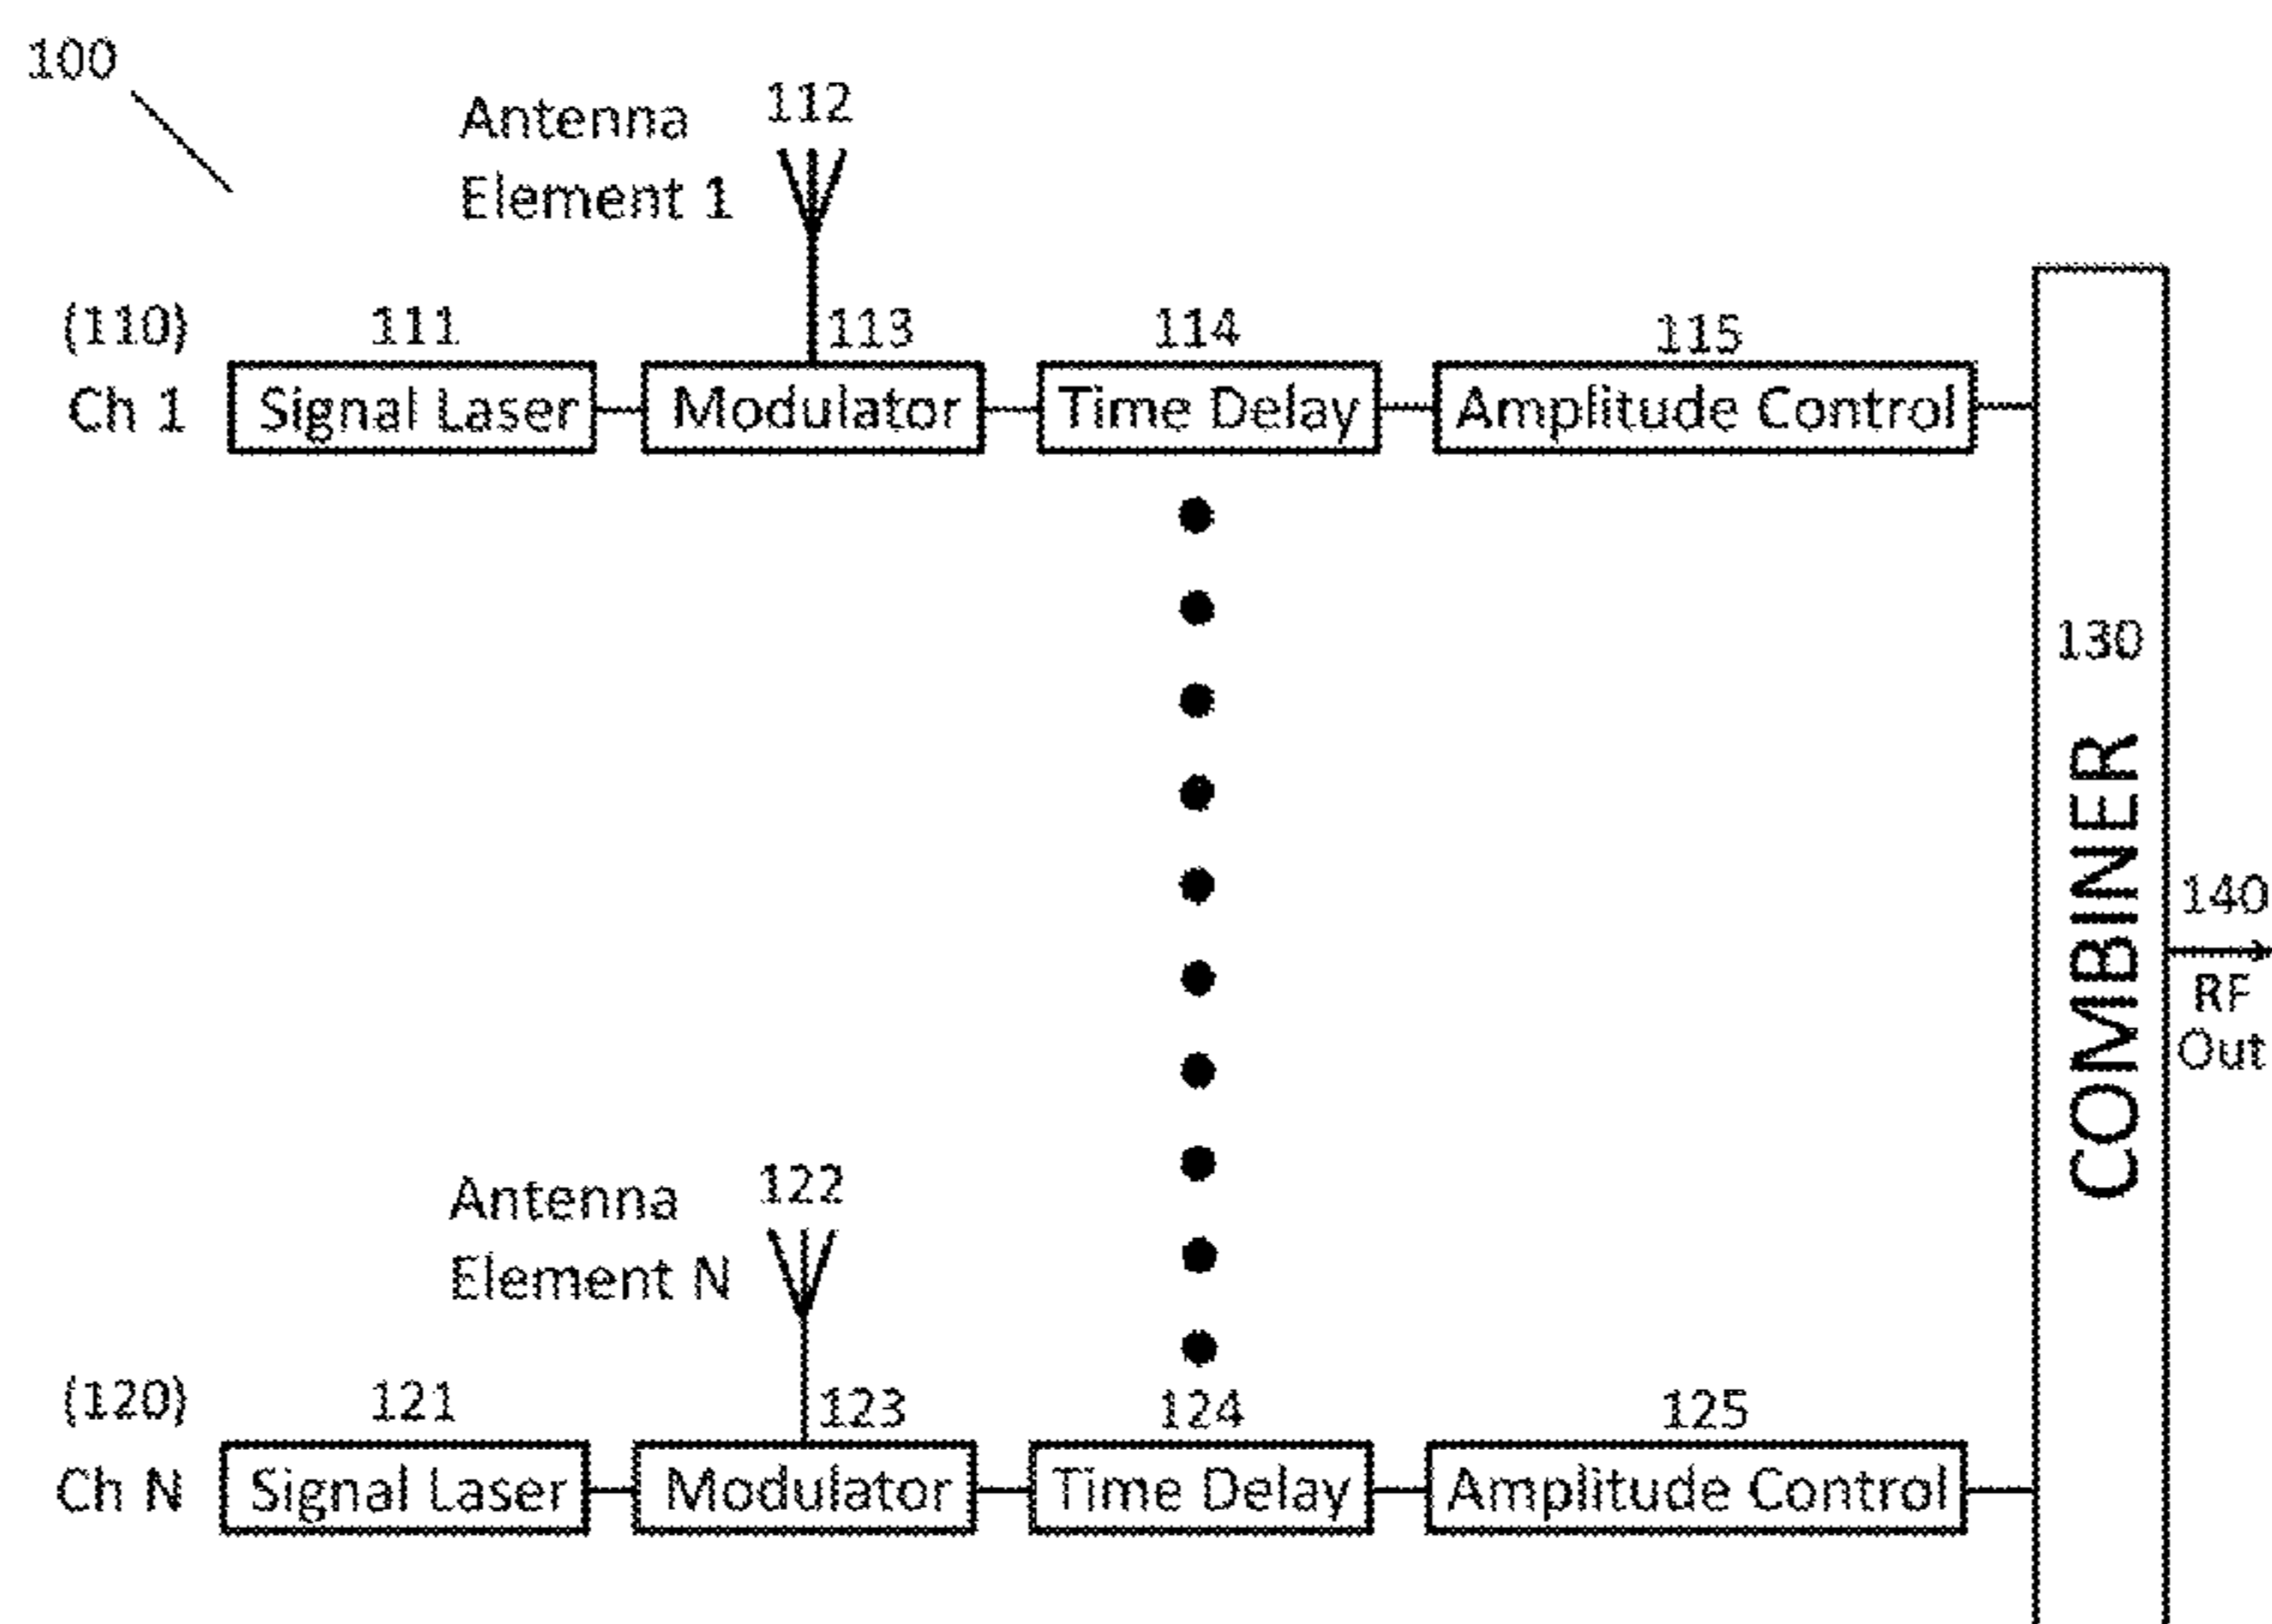 100
Antenna 112
Element 1
(110) 111 113 114 115
Ch 1 Signal Laser Modulator Time Delay Amplitude Control
130
COMBINER
140
RF
Out
Antenna 122
Element N
(120) 121 123 124 125
Ch N Signal Laser Modulator Time Delay Amplitude Control